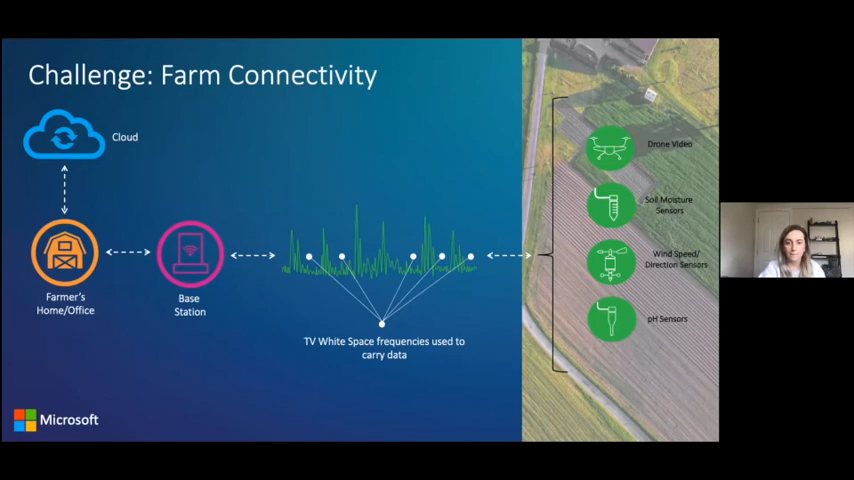 Challenge: Farm Connectivity
Cloud
Farmer's
Home/Office
Base
Station
TV White Space frequencies used to
carry data
Drone Video
Soil Moisture
Sensors
Wind Speed/
Direction Sensors
pH Sensors
Microsoft